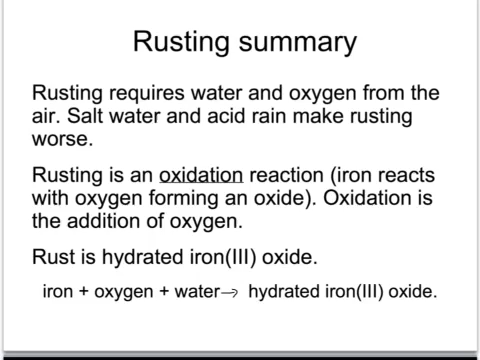 Rusting summary
Rusting requires water and oxygen from the
air. Salt water and acid rain make rusting
worse.
Rusting is an oxidation reaction (iron reacts
with oxygen forming an oxide). Oxidation is
the addition of oxygen.
Rust is hydrated iron(III) oxide.
iron + oxygen + water→ hydrated iron(III) oxide.